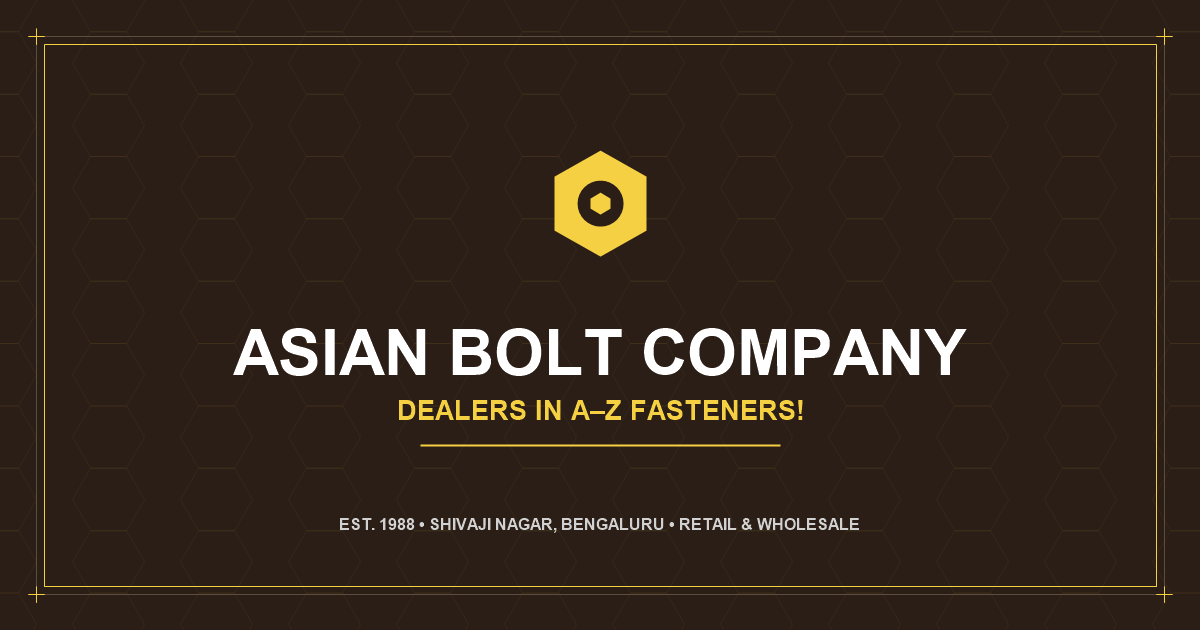 ASIAN BOLT COMPANY
DEALERS IN A–Z FASTENERS!
EST. 1988 • SHIVAJI NAGAR, BENGALURU • RETAIL & WHOLESALE